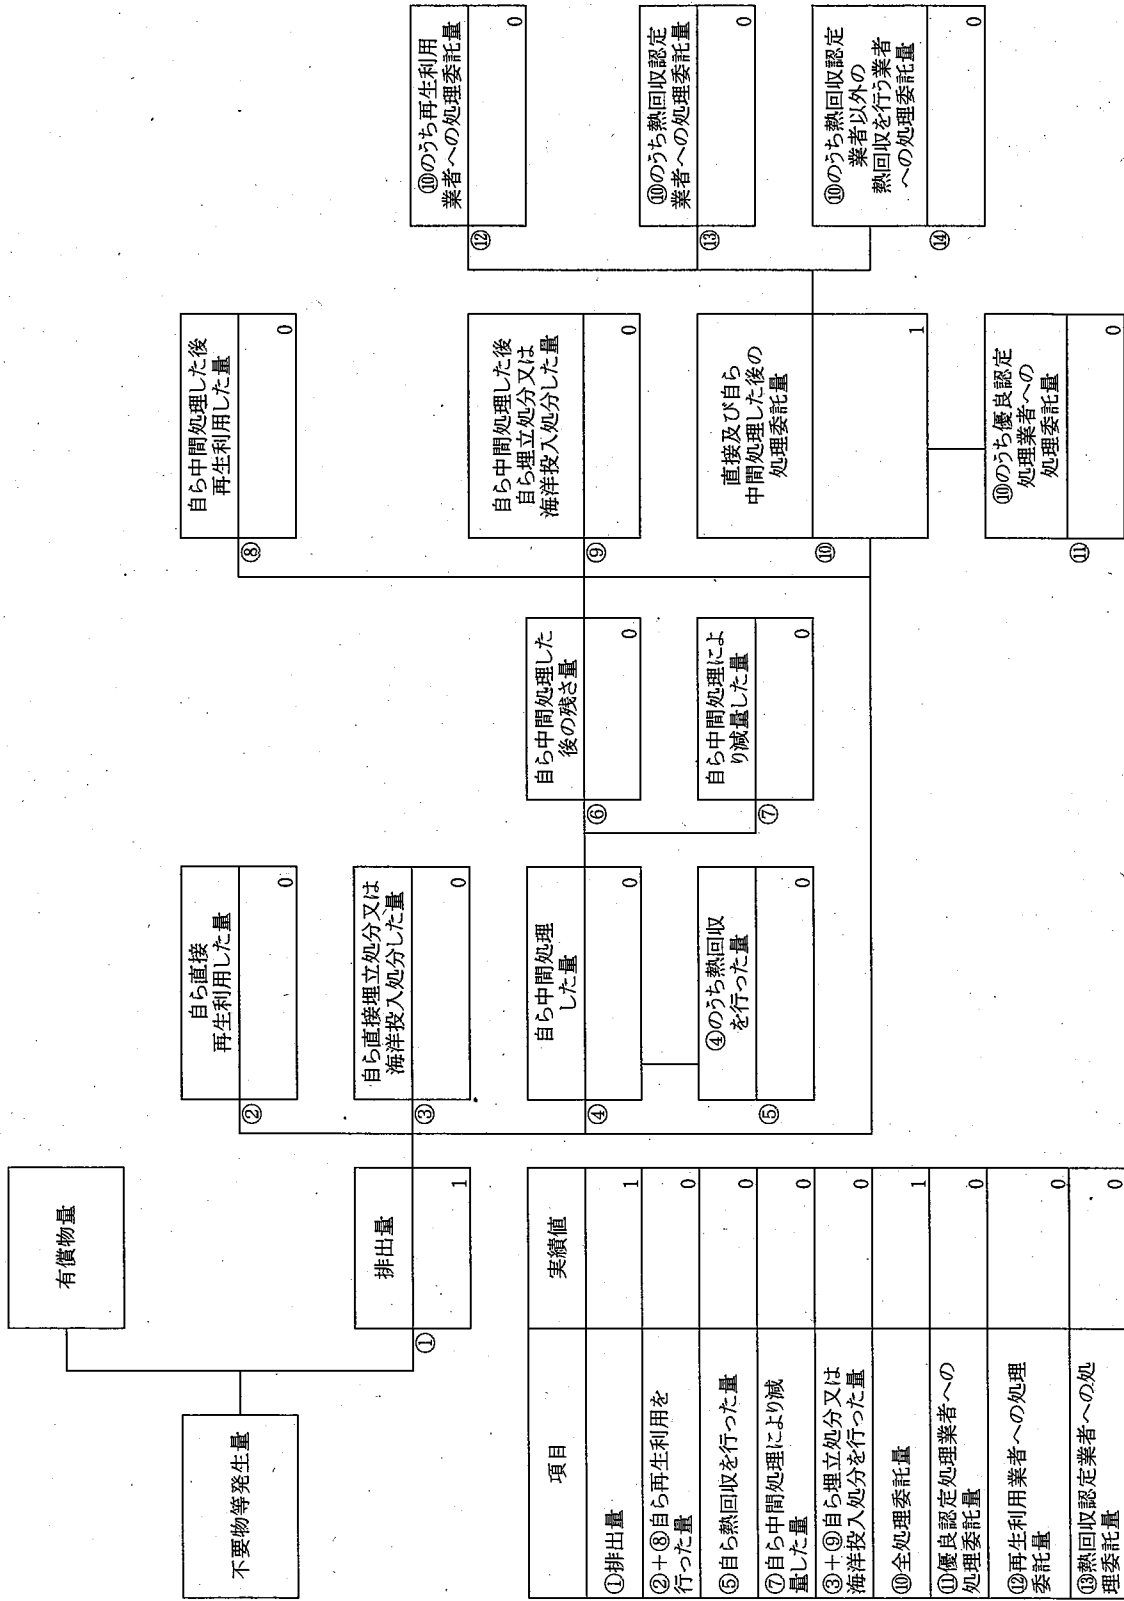 不要物等発生量
有償物量
排出量
①
1
自ら直接
再生利用した量
②
0
自ら直接埋立処分又は
海洋投入処分した量
③
0
自ら中間処理
した量
④
0
④のうち熱回収
を行った量
⑤
0
自ら中間処理した
後の残さ量
⑥
0
自ら中間処理によ
り減量した量
⑦
0
自ら中間処理した後
再生利用した量
⑧
0
自ら中間処理した後
自ら埋立処分又は
海洋投入処分した量
⑨
0
直接及び自ら
中間処理した後の
処理委託量
⑩
1
⑩のうち優良認定
処理業者への
処理委託量
⑪
0
⑩のうち再生利用
業者への処理委託量
⑫
0
⑩のうち熱回収認定
業者への処理委託量
⑬
0
⑩のうち熱回収認定
業者以外の
熱回収を行う業者
への処理委託量
⑭
0
項目 実績値
①排出量 1
②+⑧自ら再生利用を
行った量 0
⑤自ら熱回収を行った量 0
⑦自ら中間処理により減
量した量 0
③+⑨自ら埋立処分又は
海洋投入処分を行った量 0
⑩全処理委託量 1
⑪優良認定処理業者への
処理委託量 0
⑫再生利用業者への処理
委託量 0
⑬熱回収認定業者への処
理委託量 0